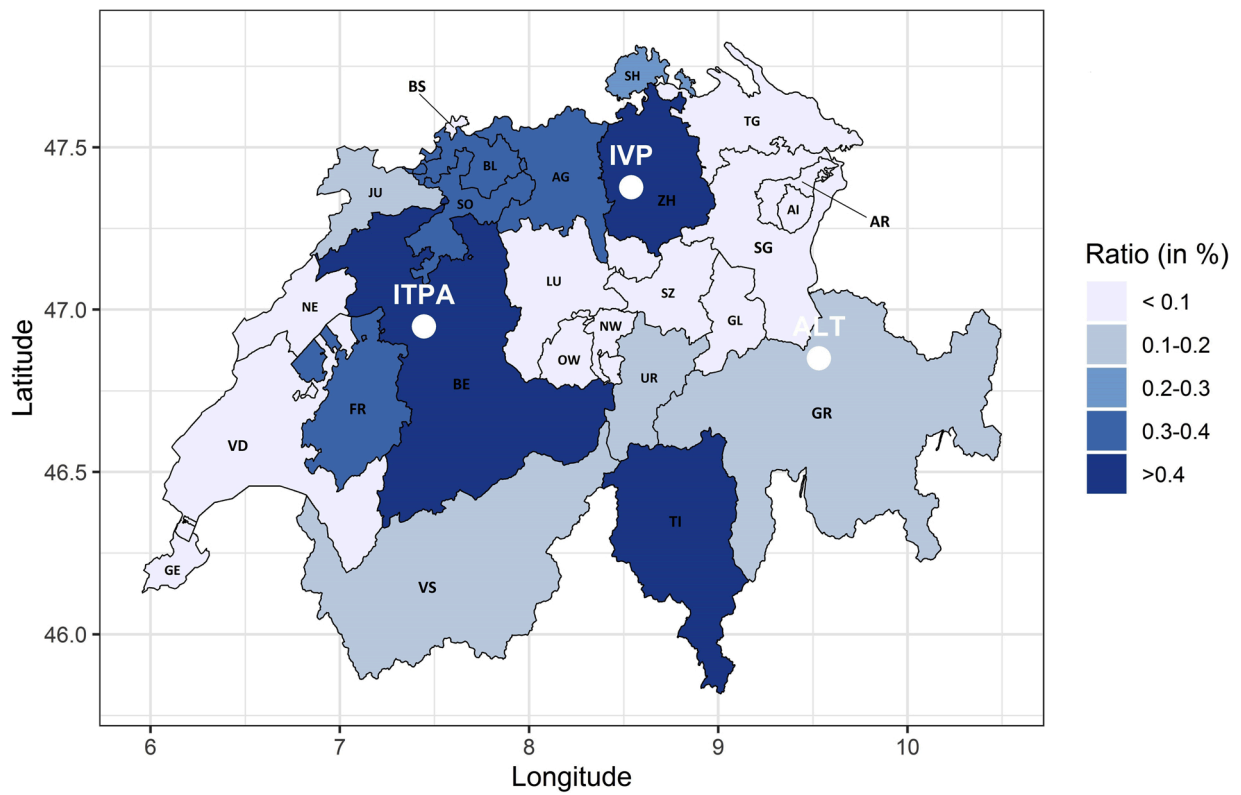 BS
SH
TG
47.5
IVP
BL
AG
JU
ZH
SO
AI
AR
SG
LU
ITPA
SZ
NE
47.0
NW
GL
ALT
OW
UR
BE
FR
GR
VD
46.5
TI
GE
VS
46.0
6
7
8
9
10
Longitude
Latitude
Ratio (in %)
< 0.1
0.1-0.2
0.2-0.3
0.3-0.4
>0.4